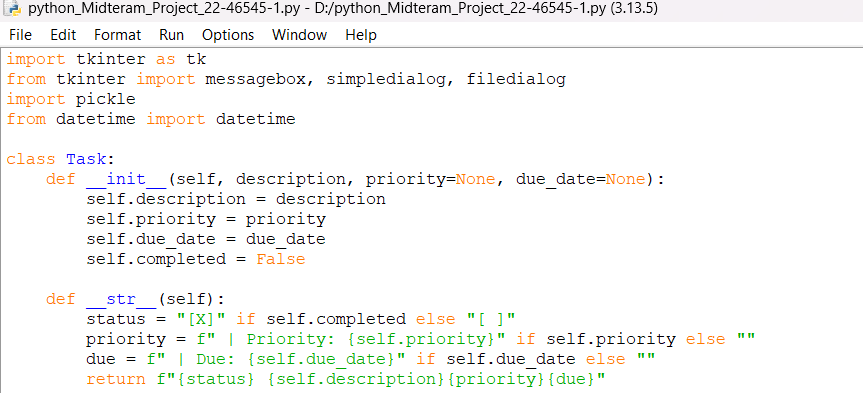 python_Midteram_Project_22-46545-1.py - D:/python_Midteram_Project_22-46545-1.py (3.13.5)
File Edit Format Run Options Window Help
import tkinter as tk
from tkinter import messagebox, simpledialog, filedialog
import pickle
from datetime import datetime

class Task:
    def __init__(self, description, priority=None, due_date=None):
        self.description = description
        self.priority = priority
        self.due_date = due_date
        self.completed = False

    def __str__(self):
        status = "[X]" if self.completed else "[ ]"
        priority = f" | Priority: {self.priority}" if self.priority else ""
        due = f" | Due: {self.due_date}" if self.due_date else ""
        return f"{status} {self.description}{priority}{due}"